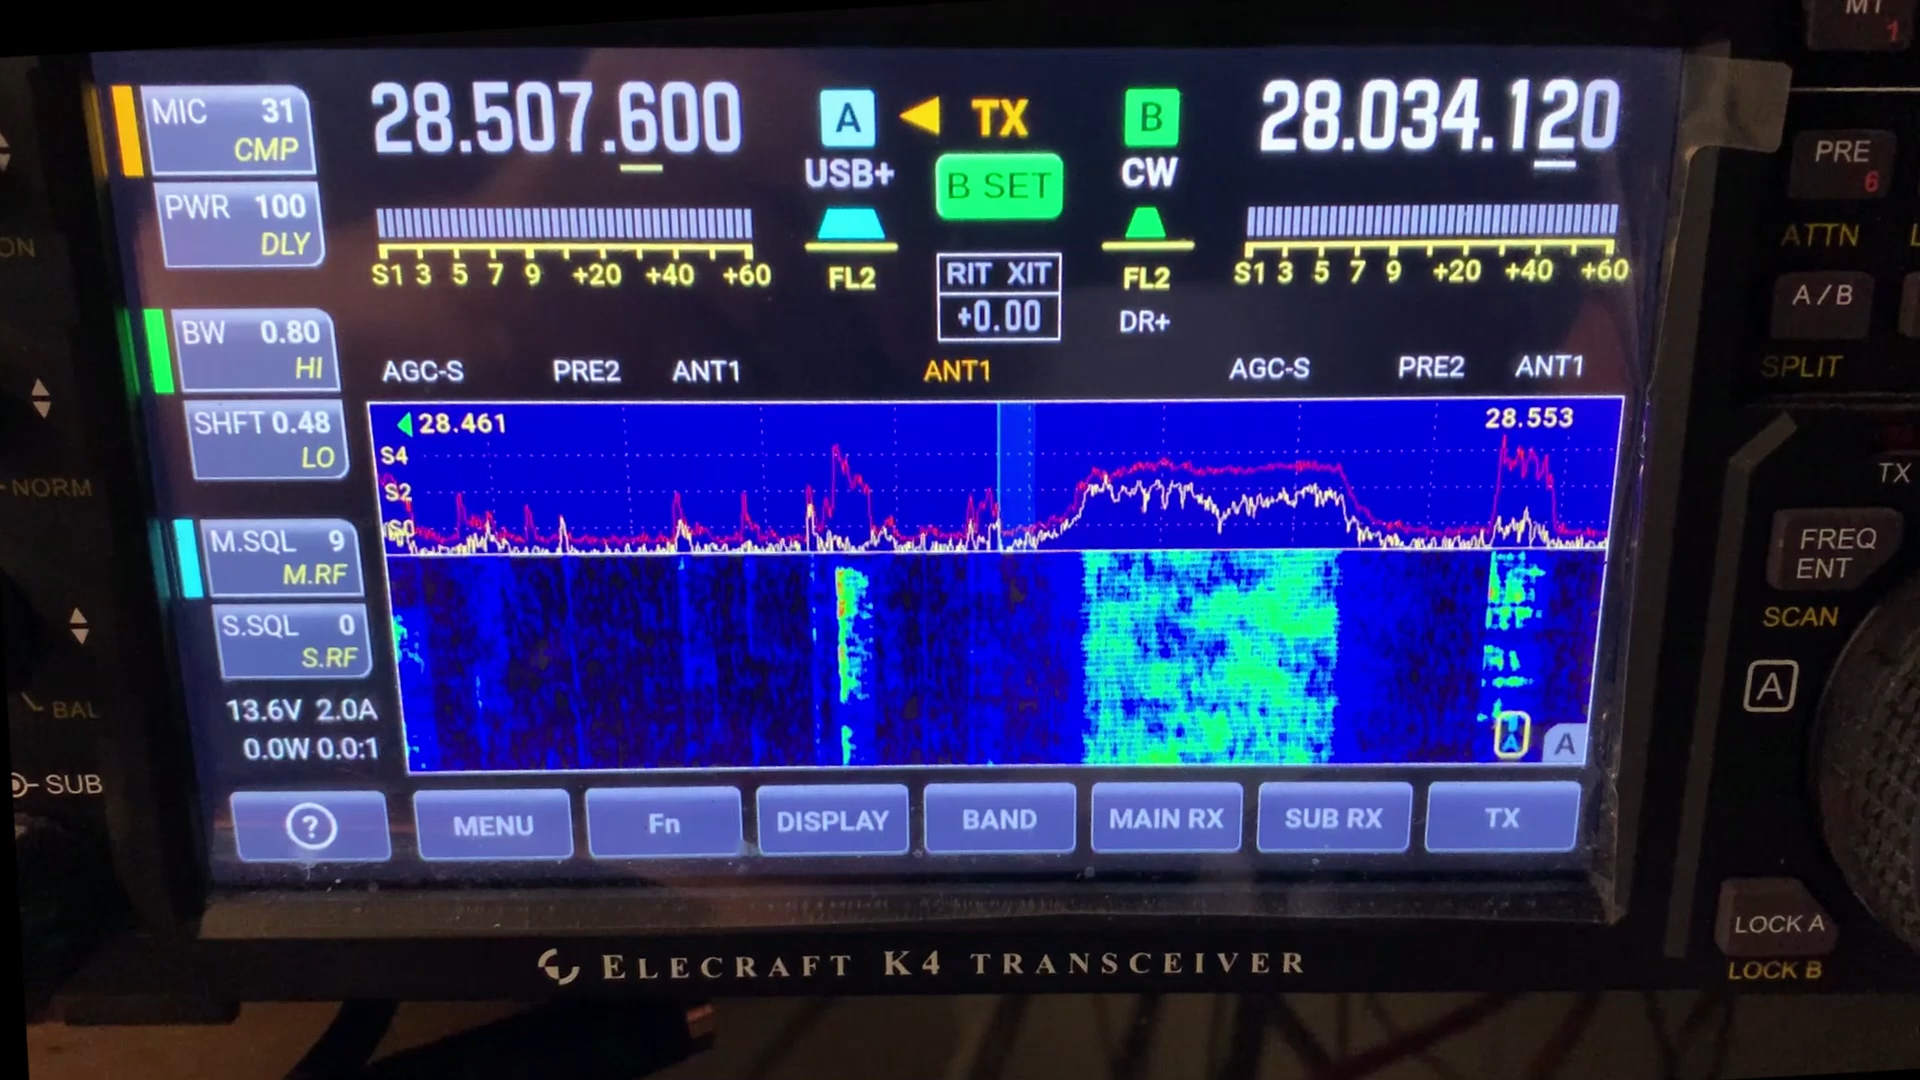 MIC 31
CMP
PWR 100
DLY
BW 0.80
HI
SHFT 0.48
LO
M.SQL 9
M.RF
S.SQL 0
S.RF
13.6V 2.0A
0.0W 0.0:1
28.507.600
A
TX
B
28.034.120
USB+
B SET
CW
S1 3 5 7 9 +20 +40 +60
FL2
RIT XIT
+0.00
FL2
DR+
S1 3 5 7 9 +20 +40 +60
AGC-S PRE2 ANT1
ANT1
AGC-S PRE2 ANT1
28.461
28.553
S4
S2
S0
A
A
?
MENU
Fn
DISPLAY
BAND
MAIN RX
SUB RX
TX
ELECRAFT K4 TRANSCEIVER
ON
NORM
BAL
SUB
1
PRE
6
ATTN
A/B
SPLIT
TX
FREQ
ENT
SCAN
A
LOCK A
LOCK B